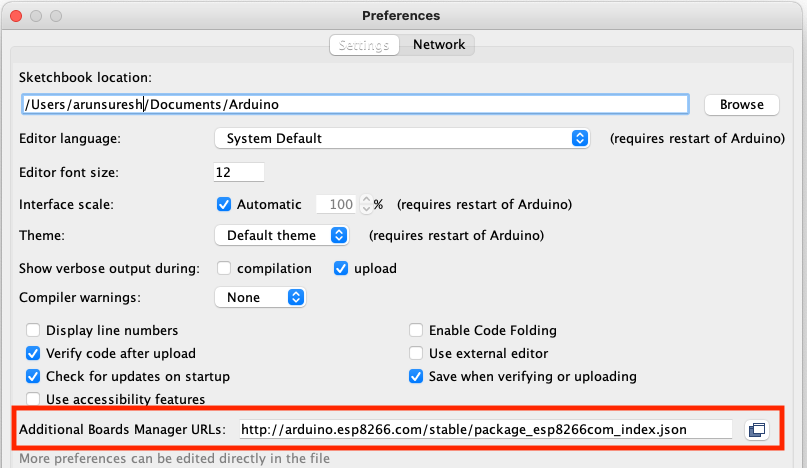 Preferences
Settings Network
Sketchbook location:
/Users/arunsuresh/Documents/Arduino Browse
Editor language: System Default (requires restart of Arduino)
Editor font size: 12
Interface scale: Automatic 100 % (requires restart of Arduino)
Theme: Default theme (requires restart of Arduino)
Show verbose output during: compilation upload
Compiler warnings: None
Display line numbers Enable Code Folding
Verify code after upload Use external editor
Check for updates on startup Save when verifying or uploading
Use accessibility features
Additional Boards Manager URLs: http://arduino.esp8266.com/stable/package_esp8266com_index.json
More preferences can be edited directly in the file